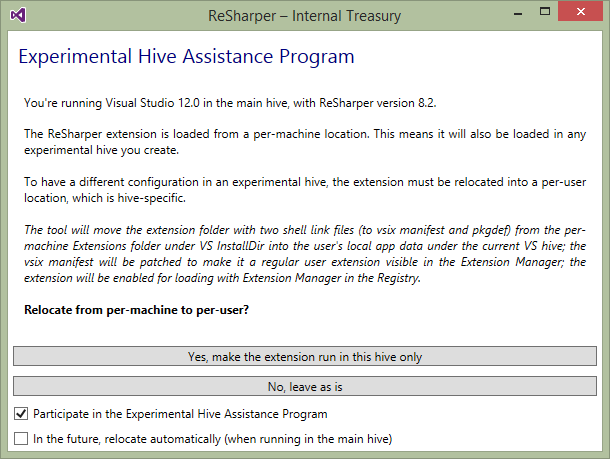 ReSharper – Internal Treasury
Experimental Hive Assistance Program
You're running Visual Studio 12.0 in the main hive, with ReSharper version 8.2.
The ReSharper extension is loaded from a per-machine location. This means it will also be loaded in any
experimental hive you create.
To have a different configuration in an experimental hive, the extension must be relocated into a per-user
location, which is hive-specific.
The tool will move the extension folder with two shell link files (to vsix manifest and pkgdef) from the per-
machine Extensions folder under VS InstallDir into the user's local app data under the current VS hive; the
vsix manifest will be patched to make it a regular user extension visible in the Extension Manager; the
extension will be enabled for loading with Extension Manager in the Registry.
Relocate from per-machine to per-user?
Yes, make the extension run in this hive only
No, leave as is
Participate in the Experimental Hive Assistance Program
In the future, relocate automatically (when running in the main hive)